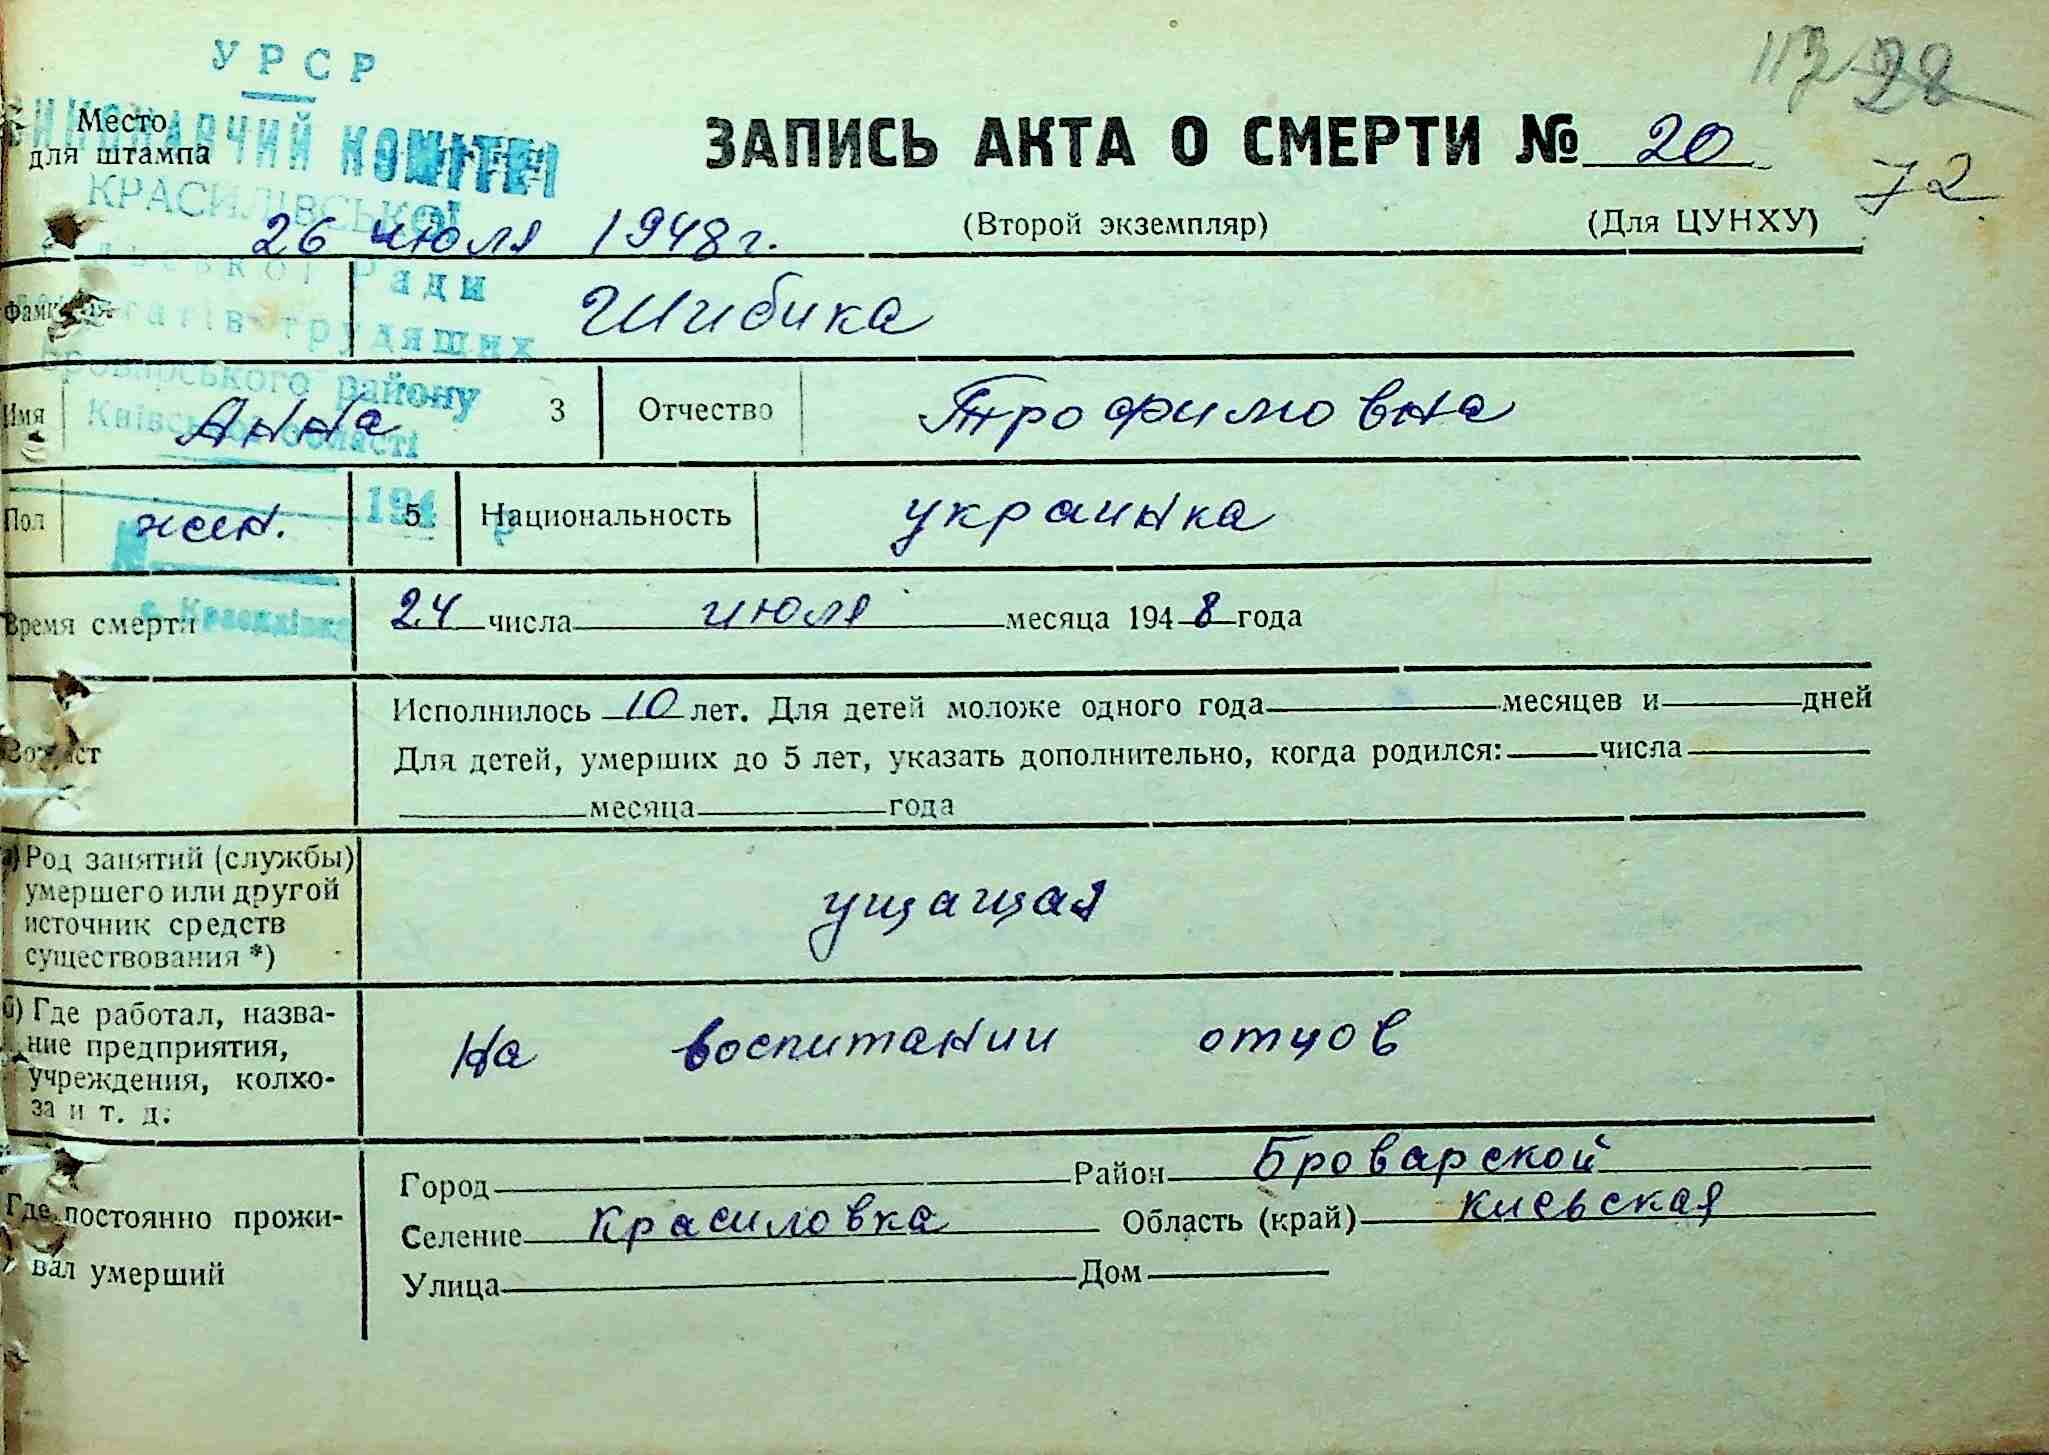 УРСР
Место
для штампа
КОМІТЕТ
КРАСИЛІВСЬКОЇ
ЗАПИСЬ АКТА О СМЕРТИ № 20
72
26 июля 1948 г.
(Второй экземпляр)
(Для ЦУНХУ)
Ради
трудящих
Шибика
району
Київської області
Имя
Анна
3
Отчество
Трофимовна
194
Пол
жен.
5
Национальность
украинка
с. Красилівка
Время смерти
24 числа июля месяца 1948 года
Исполнилось 10 лет. Для детей моложе одного года месяцев и дней
Для детей, умерших до 5 лет, указать дополнительно, когда родился: числа
месяца года
Род занятий (службы)
умершего или другой
источник средств
существования *)
ущащая
б) Где работал, назва-
ние предприятия,
учреждения, колхо-
за и т. д.
на воспитании отцов
Где постоянно прожи-
вал умерший
Город Район Броварской
Селение Красиловка Область (край) Киевская
Улица Дом